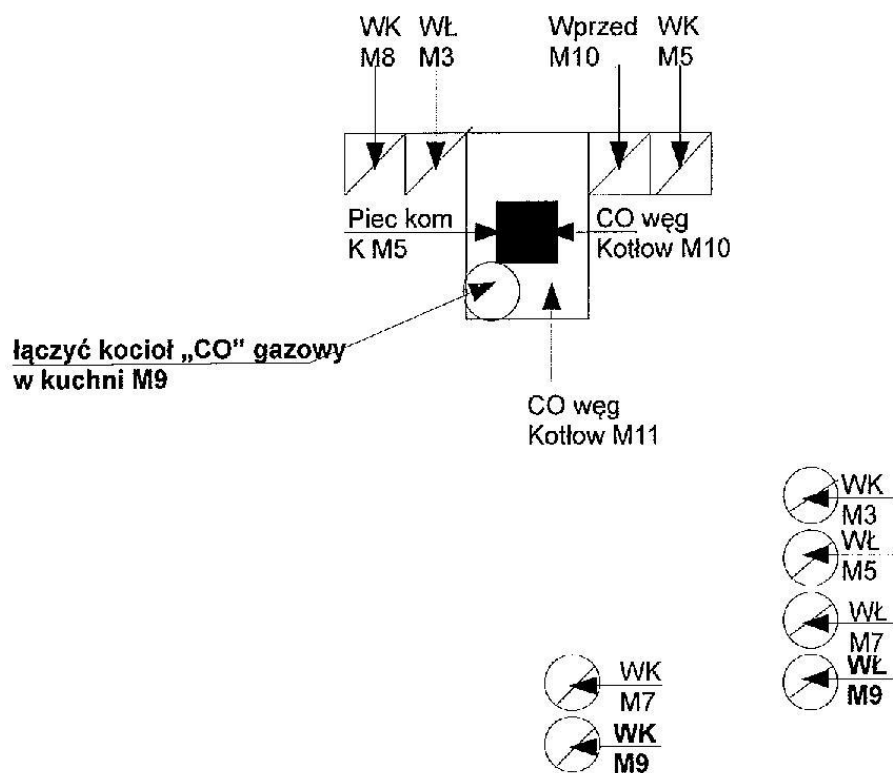 WK WŁ Wprzed WK
M8 M3 M10 M5
Piec kom CO węg
K M5 Kotłow M10
łączyć kocioł „CO” gazowy
w kuchni M9
CO węg
Kotłow M11
WK
M3
WŁ
M5
WŁ
M7
WŁ
M9
WK
M7
WK
M9